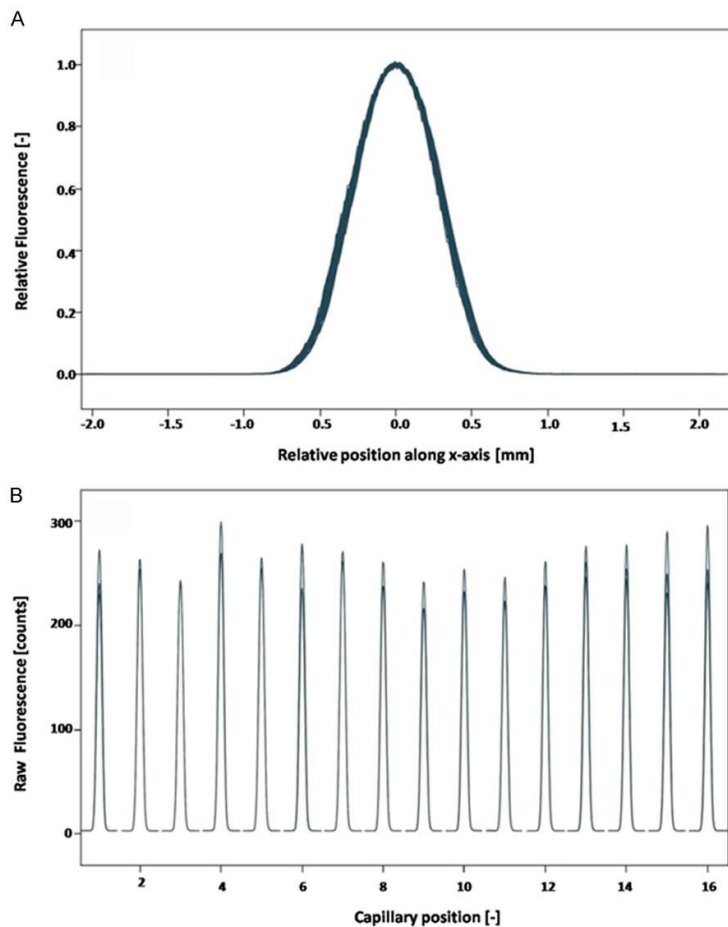 A
Relative Fluorescence [-]
1.0
0.8
0.6
0.4
0.2
0.0
-2.0 -1.5 -1.0 0.5 0.0 0.5 1.0 1.5 2.0
Relative position along x-axis [mm]
B
Raw Fluorescence [counts]
300
200
100
0
2 4 6 8 10 12 14 16
Capillary position [-]